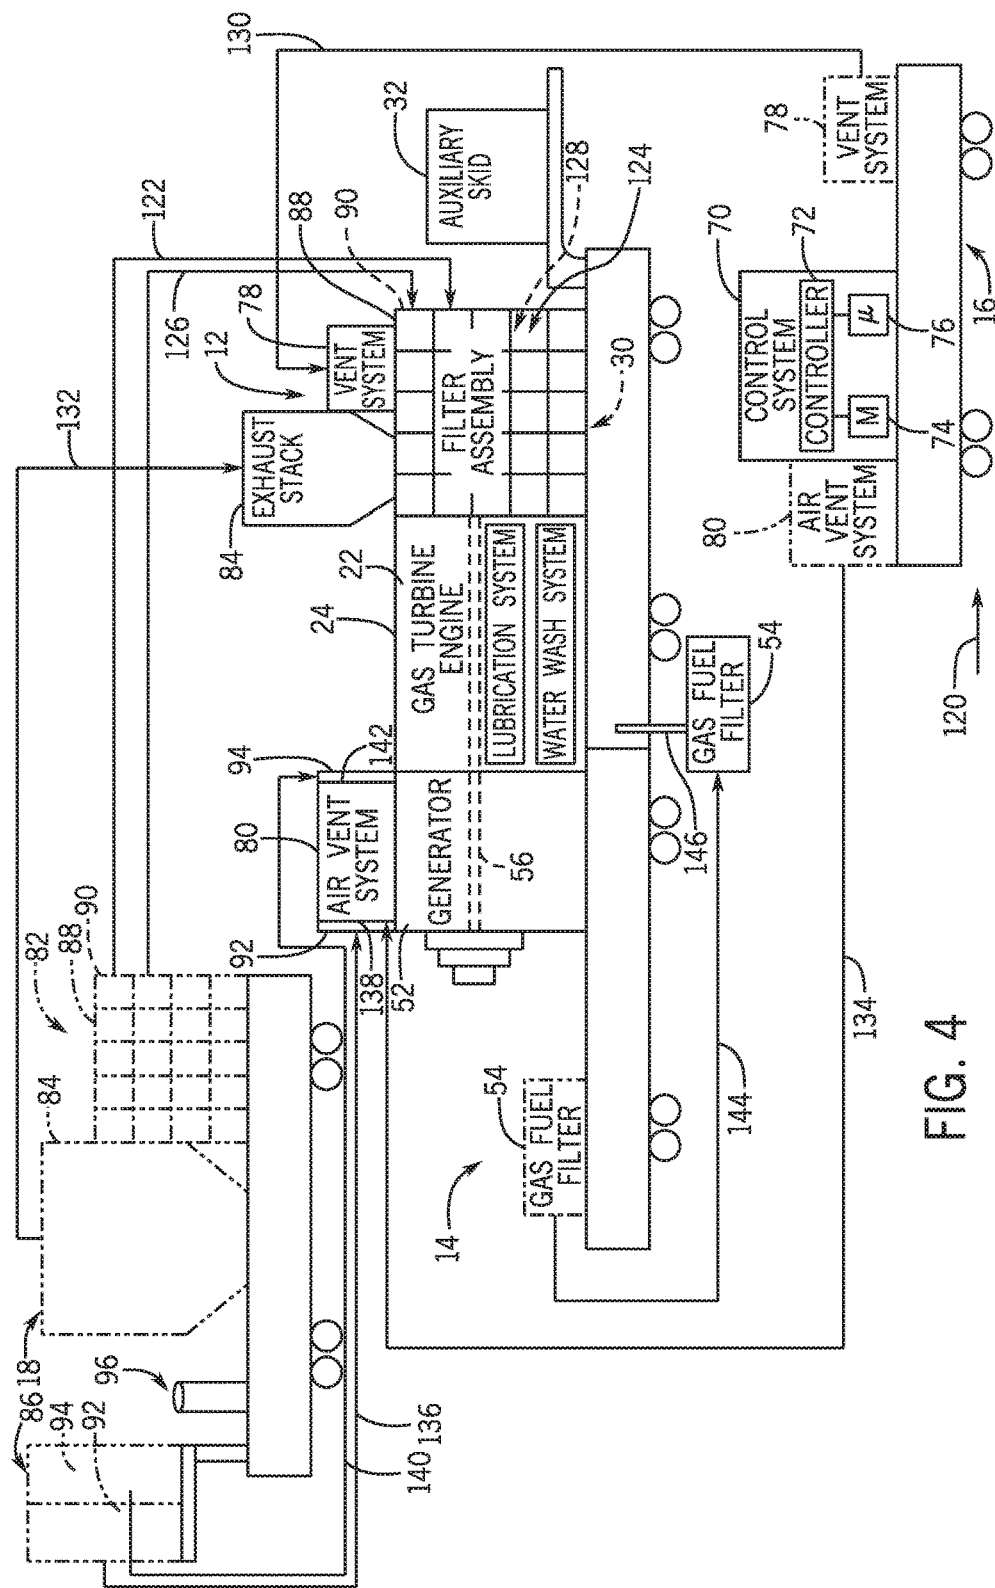 130
122
126
12
132
78
VENT
SYSTEM
88
90
32
AUXILIARY
SKID
128
124
84
EXHAUST
STACK
FILTER
ASSEMBLY
30
24
22
GAS TURBINE
ENGINE
LUBRICATION SYSTEM
WATER WASH SYSTEM
94
142
80
AIR VENT
SYSTEM
92
138
52
GENERATOR
56
82
88
90
84
18
86
94
92
96
140
136
14
54
GAS FUEL
FILTER
144
146
54
GAS FUEL
FILTER
134
120
80
AIR
VENT
SYSTEM
70
CONTROL
SYSTEM
72
CONTROLLER
M
74
μ
76
78
VENT
SYSTEM
16
FIG. 4